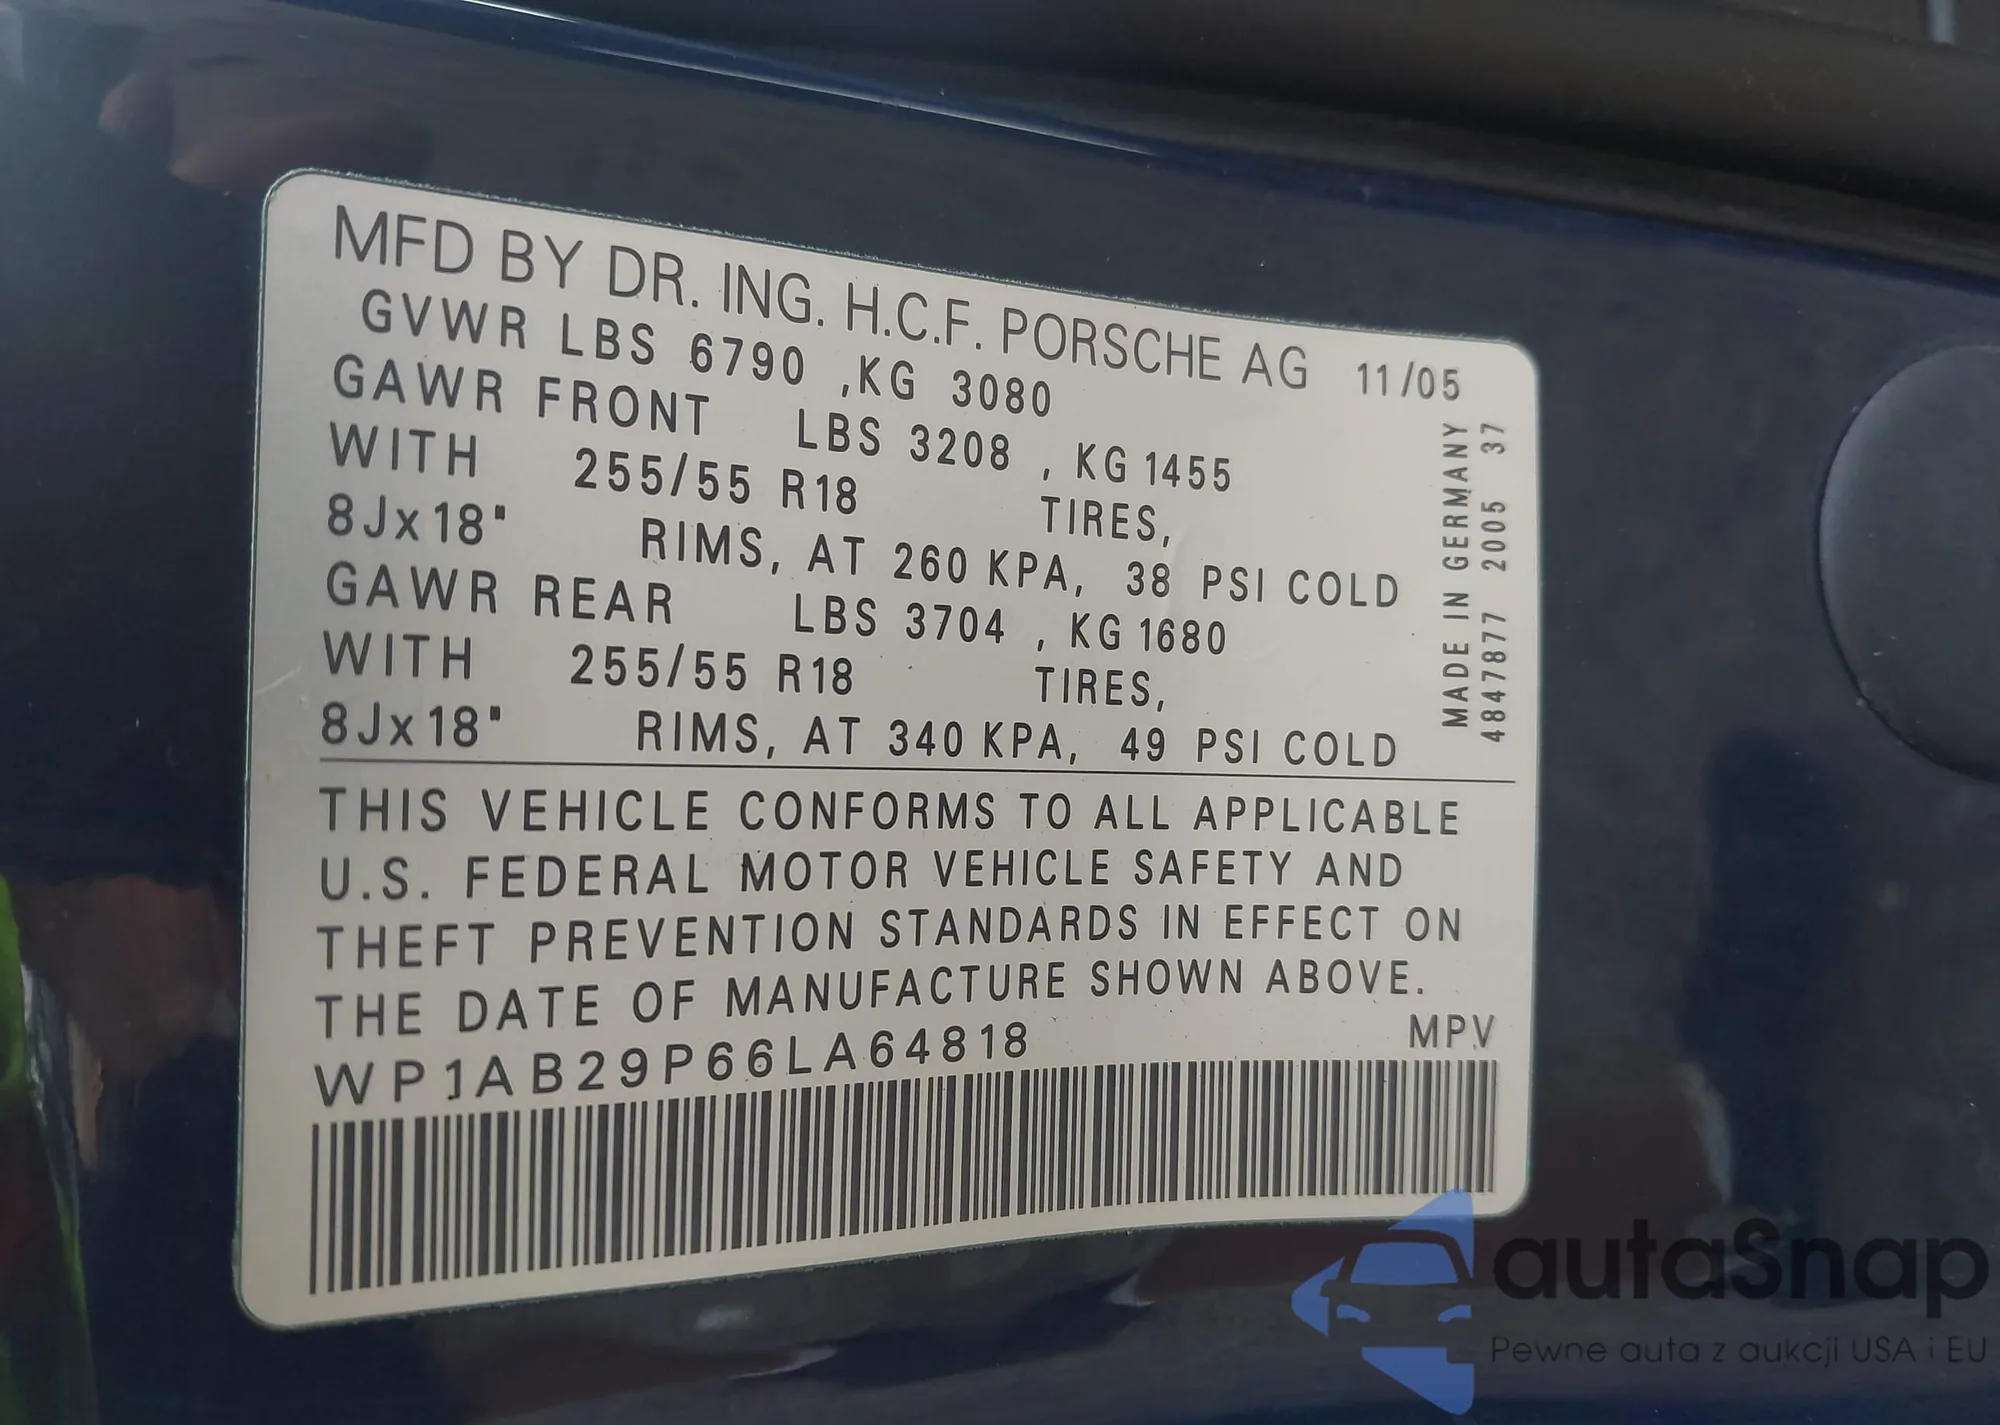 MFD BY DR. ING. H.C.F. PORSCHE AG 11/05
GVWR LBS 6790 ,KG 3080
GAWR FRONT LBS 3208 , KG 1455
WITH 255/55 R18 TIRES,
8Jx18" RIMS, AT 260 KPA, 38 PSI COLD
GAWR REAR LBS 3704 , KG 1680
WITH 255/55 R18 TIRES,
8Jx18" RIMS, AT 340 KPA, 49 PSI COLD
MADE IN GERMANY
4847877 2005 37
THIS VEHICLE CONFORMS TO ALL APPLICABLE
U.S. FEDERAL MOTOR VEHICLE SAFETY AND
THEFT PREVENTION STANDARDS IN EFFECT ON
THE DATE OF MANUFACTURE SHOWN ABOVE.
WP1AB29P66LA64818 MPV
autaSnap
Pewne auta z aukcji USA i EU